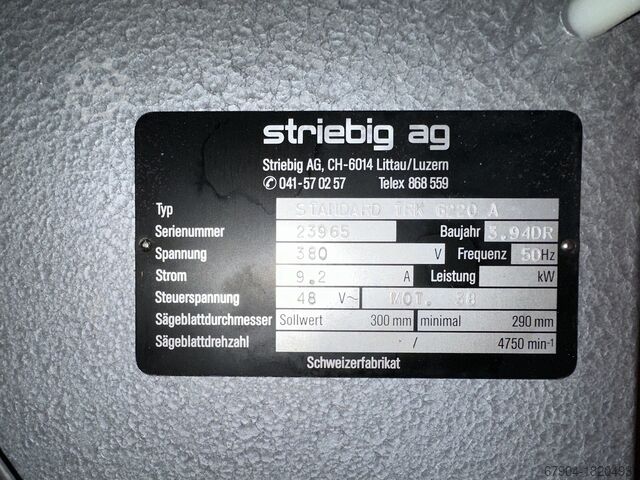 striebig ag
Striebig AG, CH-6014 Littau/Luzern
✆ 041-57 02 57 Telex 868 559
Typ STANDARD TRK 6220 A
Serienummer 23965 Baujahr 3.94DR
Spannung 380 V Frequenz 50Hz
Strom 9.2 A Leistung kW
Steuerspannung 48 V~ MOT. 38
Sägeblattdurchmesser Sollwert 300 mm minimal 290 mm
Sägeblattdrehzahl / 4750 min-1
Schweizerfabrikat
67904-1820493